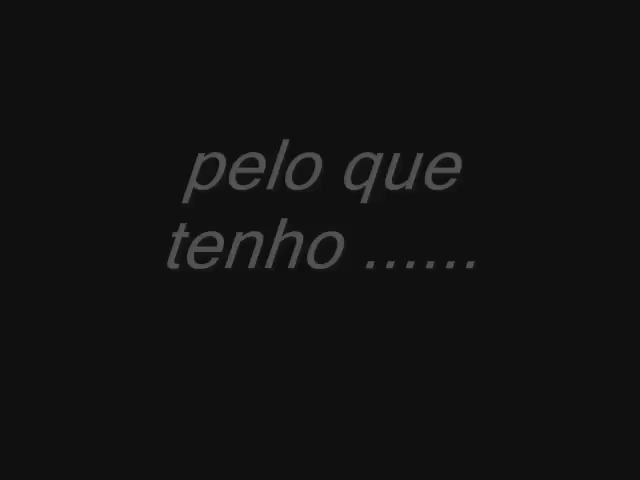 pelo que
tenho ......